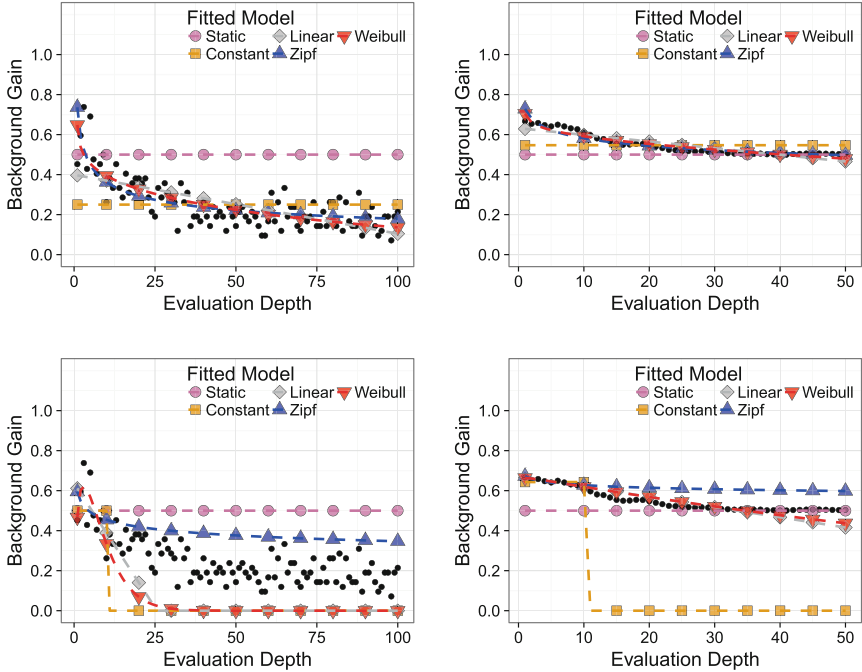 Fitted Model
Static Linear Weibull
Constant Zipf
1.0
0.8
0.6
0.4
0.2
0.0
Background Gain
0 25 50 75 100
Evaluation Depth
Fitted Model
Static Linear Weibull
Constant Zipf
1.0
0.8
0.6
0.4
0.2
0.0
Background Gain
0 10 20 30 40 50
Evaluation Depth
Fitted Model
Static Linear Weibull
Constant Zipf
1.0
0.8
0.6
0.4
0.2
0.0
Background Gain
0 25 50 75 100
Evaluation Depth
Fitted Model
Static Linear Weibull
Constant Zipf
1.0
0.8
0.6
0.4
0.2
0.0
Background Gain
0 10 20 30 40 50
Evaluation Depth